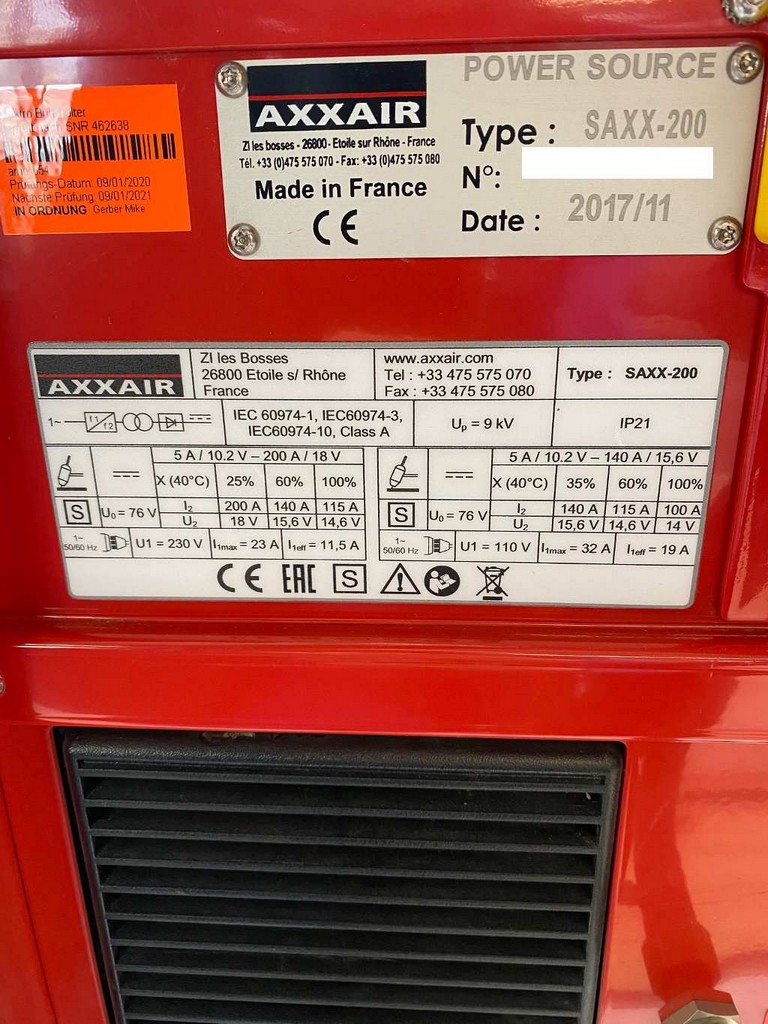 SNR 462638
Prüfungs-Datum: 09/01/2020
Nächste Prüfung: 09/01/2021
IN ORDNUNG Gerber Mike
AXXAIR
ZI les bosses - 26800 - Etoile sur Rhône - France
Tél. +33 (0)475 575 070 - Fax: +33 (0)475 575 080
Made in France
CE
POWER SOURCE
Type : SAXX-200
N°:
Date : 2017/11
AXXAIR
ZI les Bosses
26800 Etoile s/ Rhône
France
www.axxair.com
Tel : +33 475 575 070
Fax : +33 475 575 080
Type : SAXX-200
1~ f1 f2
IEC 60974-1, IEC60974-3,
IEC60974-10, Class A
Up = 9 kV
IP21
5 A / 10.2 V – 200 A / 18 V
X (40°C) 25% 60% 100%
S U0 = 76 V
I2 200 A 140 A 115 A
U2 18 V 15,6 V 14,6 V
1~ 50/60 Hz U1 = 230 V I1max = 23 A I1eff = 11,5 A
5 A / 10.2 V – 140 A / 15,6 V
X (40°C) 35% 60% 100%
S U0 = 76 V
I2 140 A 115 A 100 A
U2 15,6 V 14,6 V 14 V
1~ 50/60 Hz U1 = 110 V I1max = 32 A I1eff = 19 A
CE EAC S